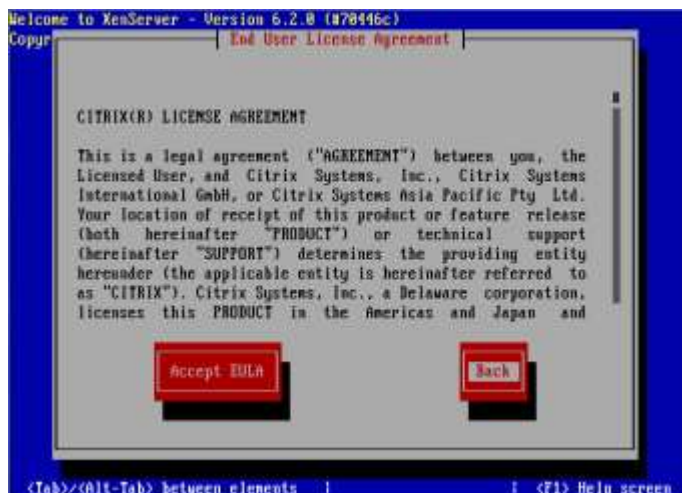 Welcome to XenServer - Version 6.2.0 (#70446c)
Copyr
End User License Agreement
CITRIX(R) LICENSE AGREEMENT
This is a legal agreement ("AGREEMENT") between you, the
Licensed User, and Citrix Systems, Inc., Citrix Systems
International GmbH, or Citrix Systems Asia Pacific Pty Ltd.
Your location of receipt of this product or feature release
(both hereinafter "PRODUCT") or technical support
(hereinafter "SUPPORT") determines the providing entity
hereunder (the applicable entity is hereinafter referred to
as "CITRIX"). Citrix Systems, Inc., a Delaware corporation,
licenses this PRODUCT in the Americas and Japan and
Accept EULA
Back
<Tab>/<Alt-Tab> between elements | | <F1> Help screen